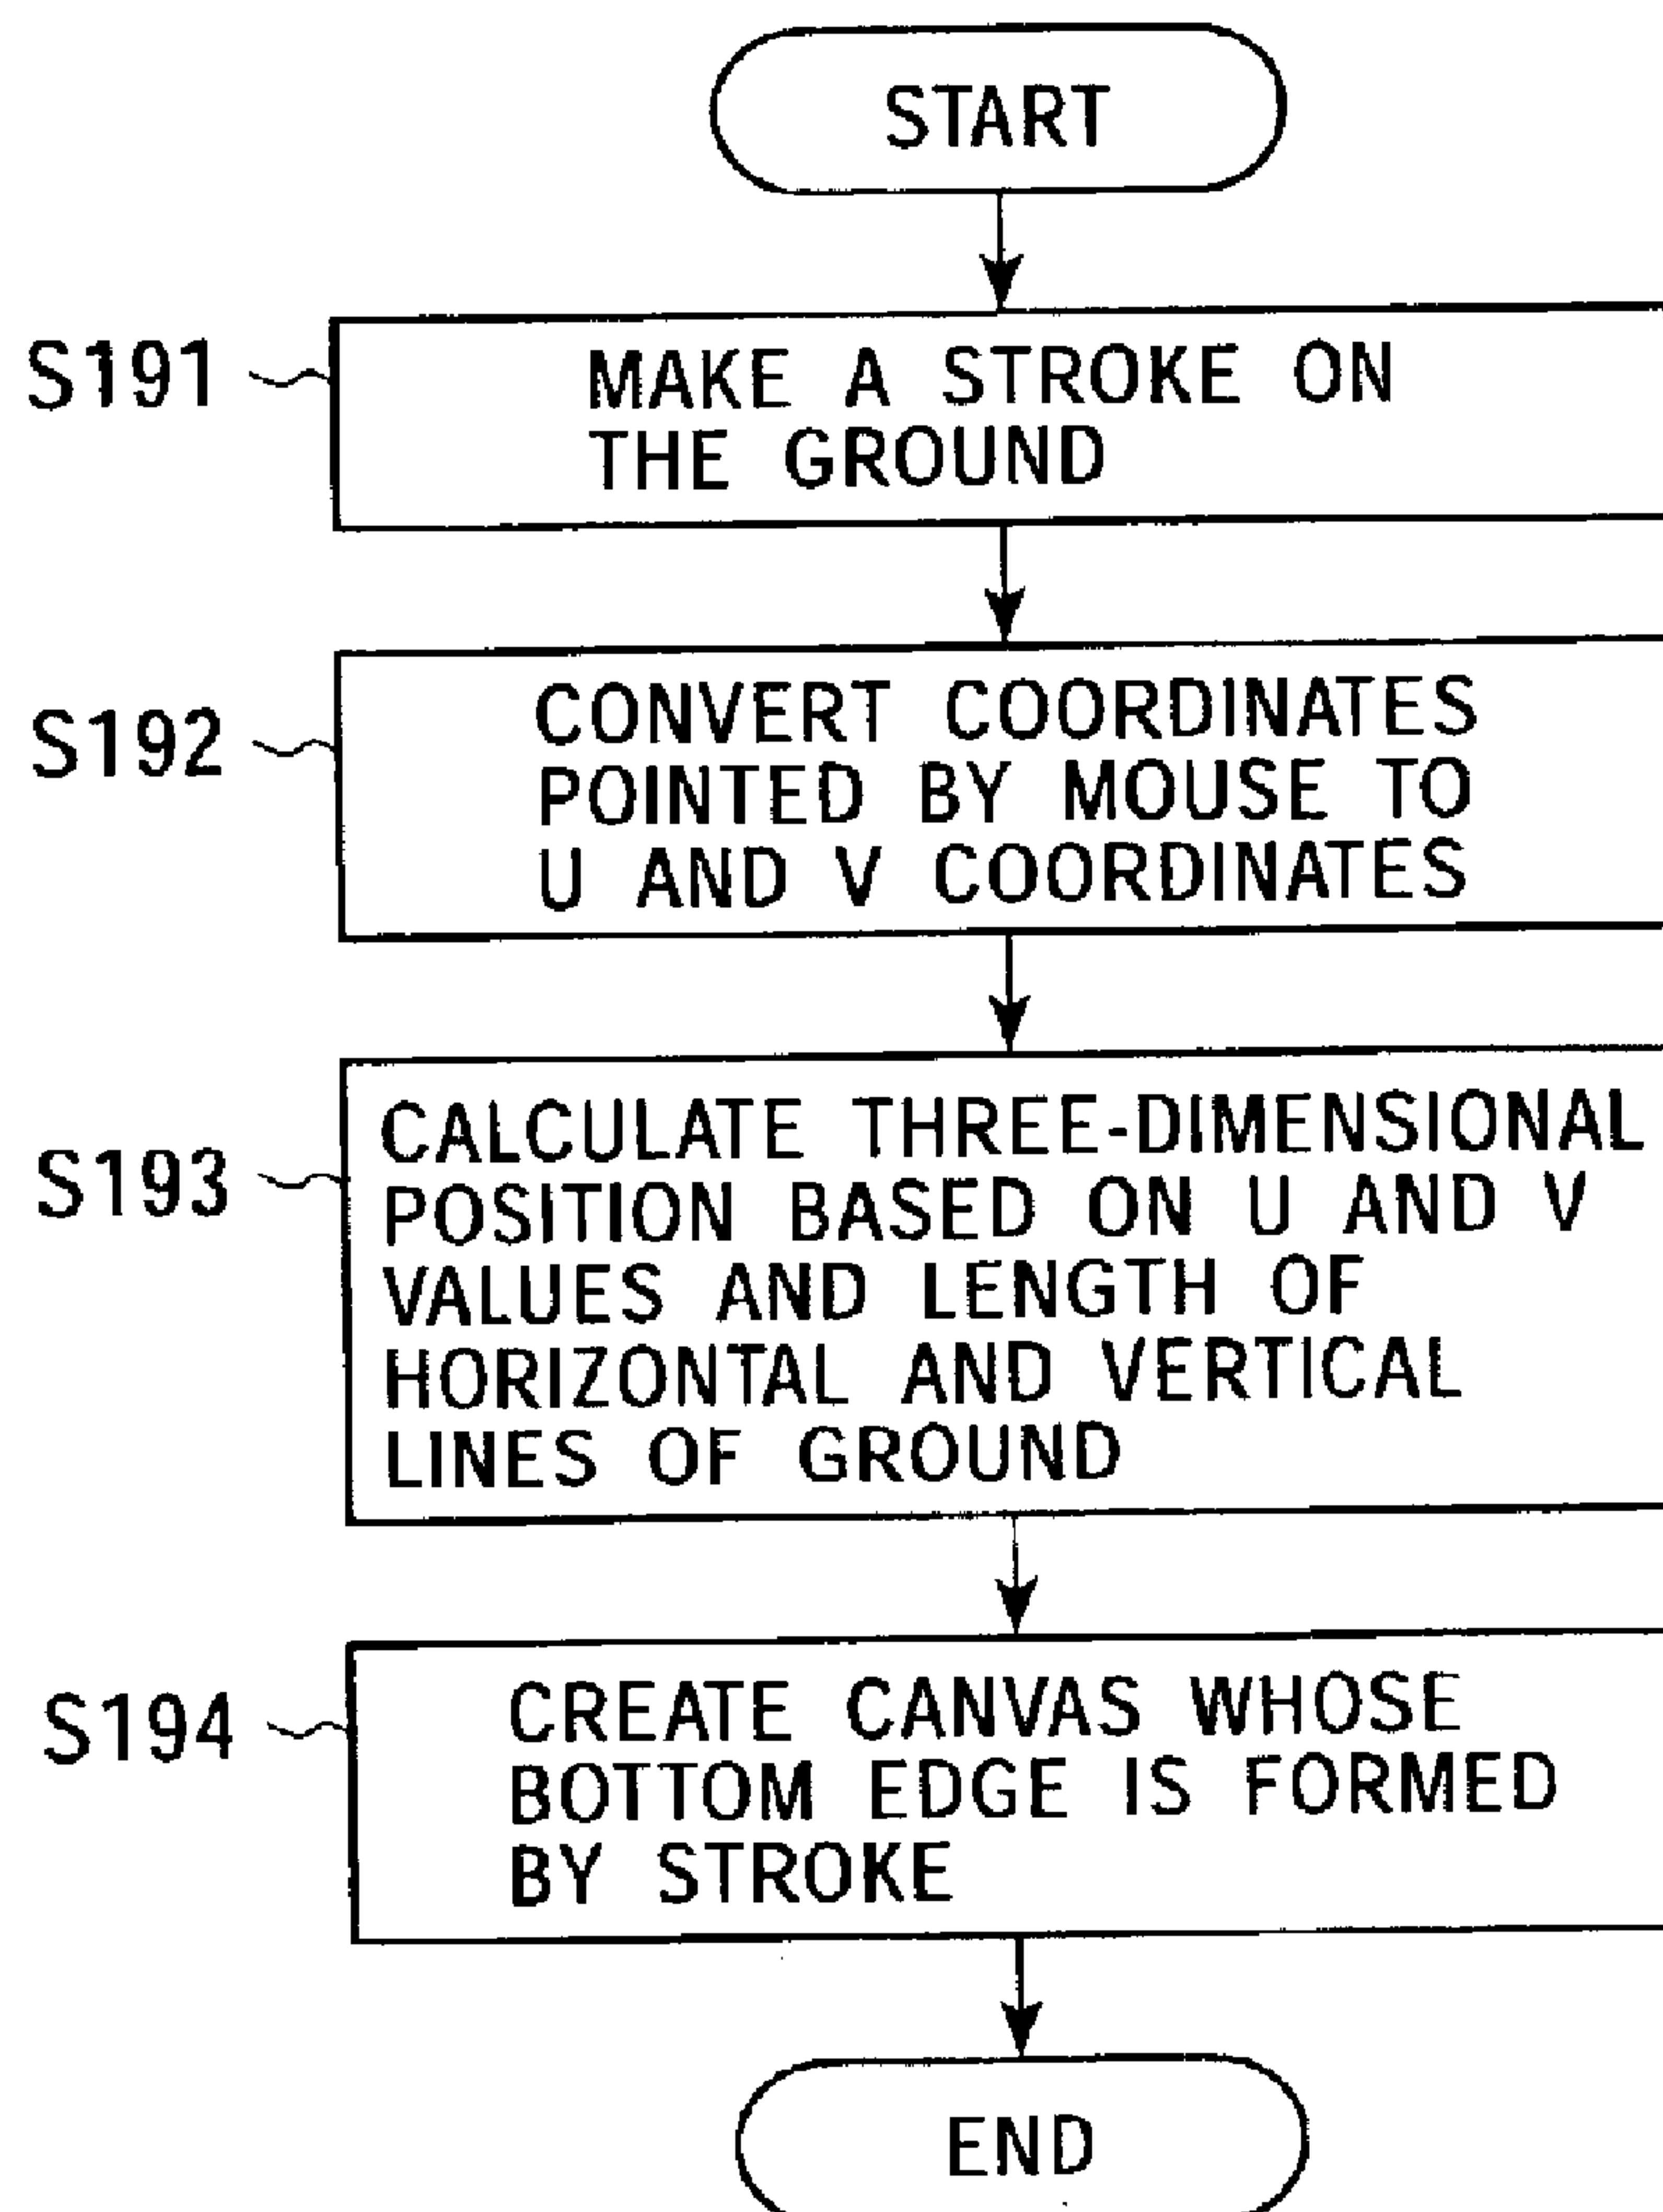 START
S191
MAKE A STROKE ON
THE GROUND
S192
CONVERT COORDINATES
POINTED BY MOUSE TO
U AND V COORDINATES
S193
CALCULATE THREE-DIMENSIONAL
POSITION BASED ON U AND V
VALUES AND LENGTH OF
HORIZONTAL AND VERTICAL
LINES OF GROUND
S194
CREATE CANVAS WHOSE
BOTTOM EDGE IS FORMED
BY STROKE
END